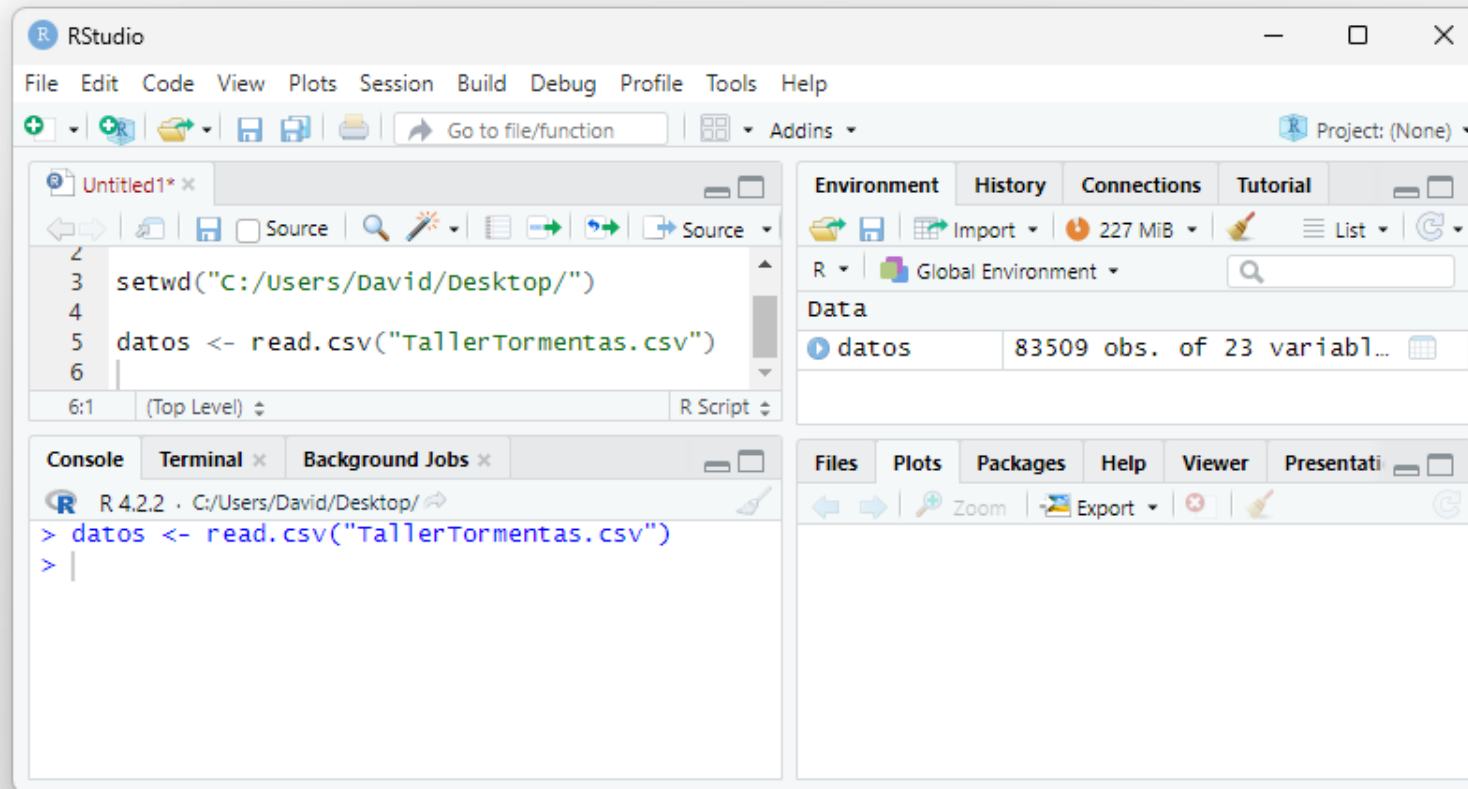 R RStudio
File Edit Code View Plots Session Build Debug Profile Tools Help
Go to file/function Addins Project: (None)
Untitled1*
Source Source
2
3 setwd("C:/Users/David/Desktop/")
4
5 datos <- read.csv("TallerTormentas.csv")
6
6:1 (Top Level) R Script
Console Terminal Background Jobs
R 4.2.2 · C:/Users/David/Desktop/
> datos <- read.csv("TallerTormentas.csv")
>
Environment History Connections Tutorial
Import 227 MiB List
R Global Environment
Data
datos 83509 obs. of 23 variabl…
Files Plots Packages Help Viewer Presentati
Zoom Export